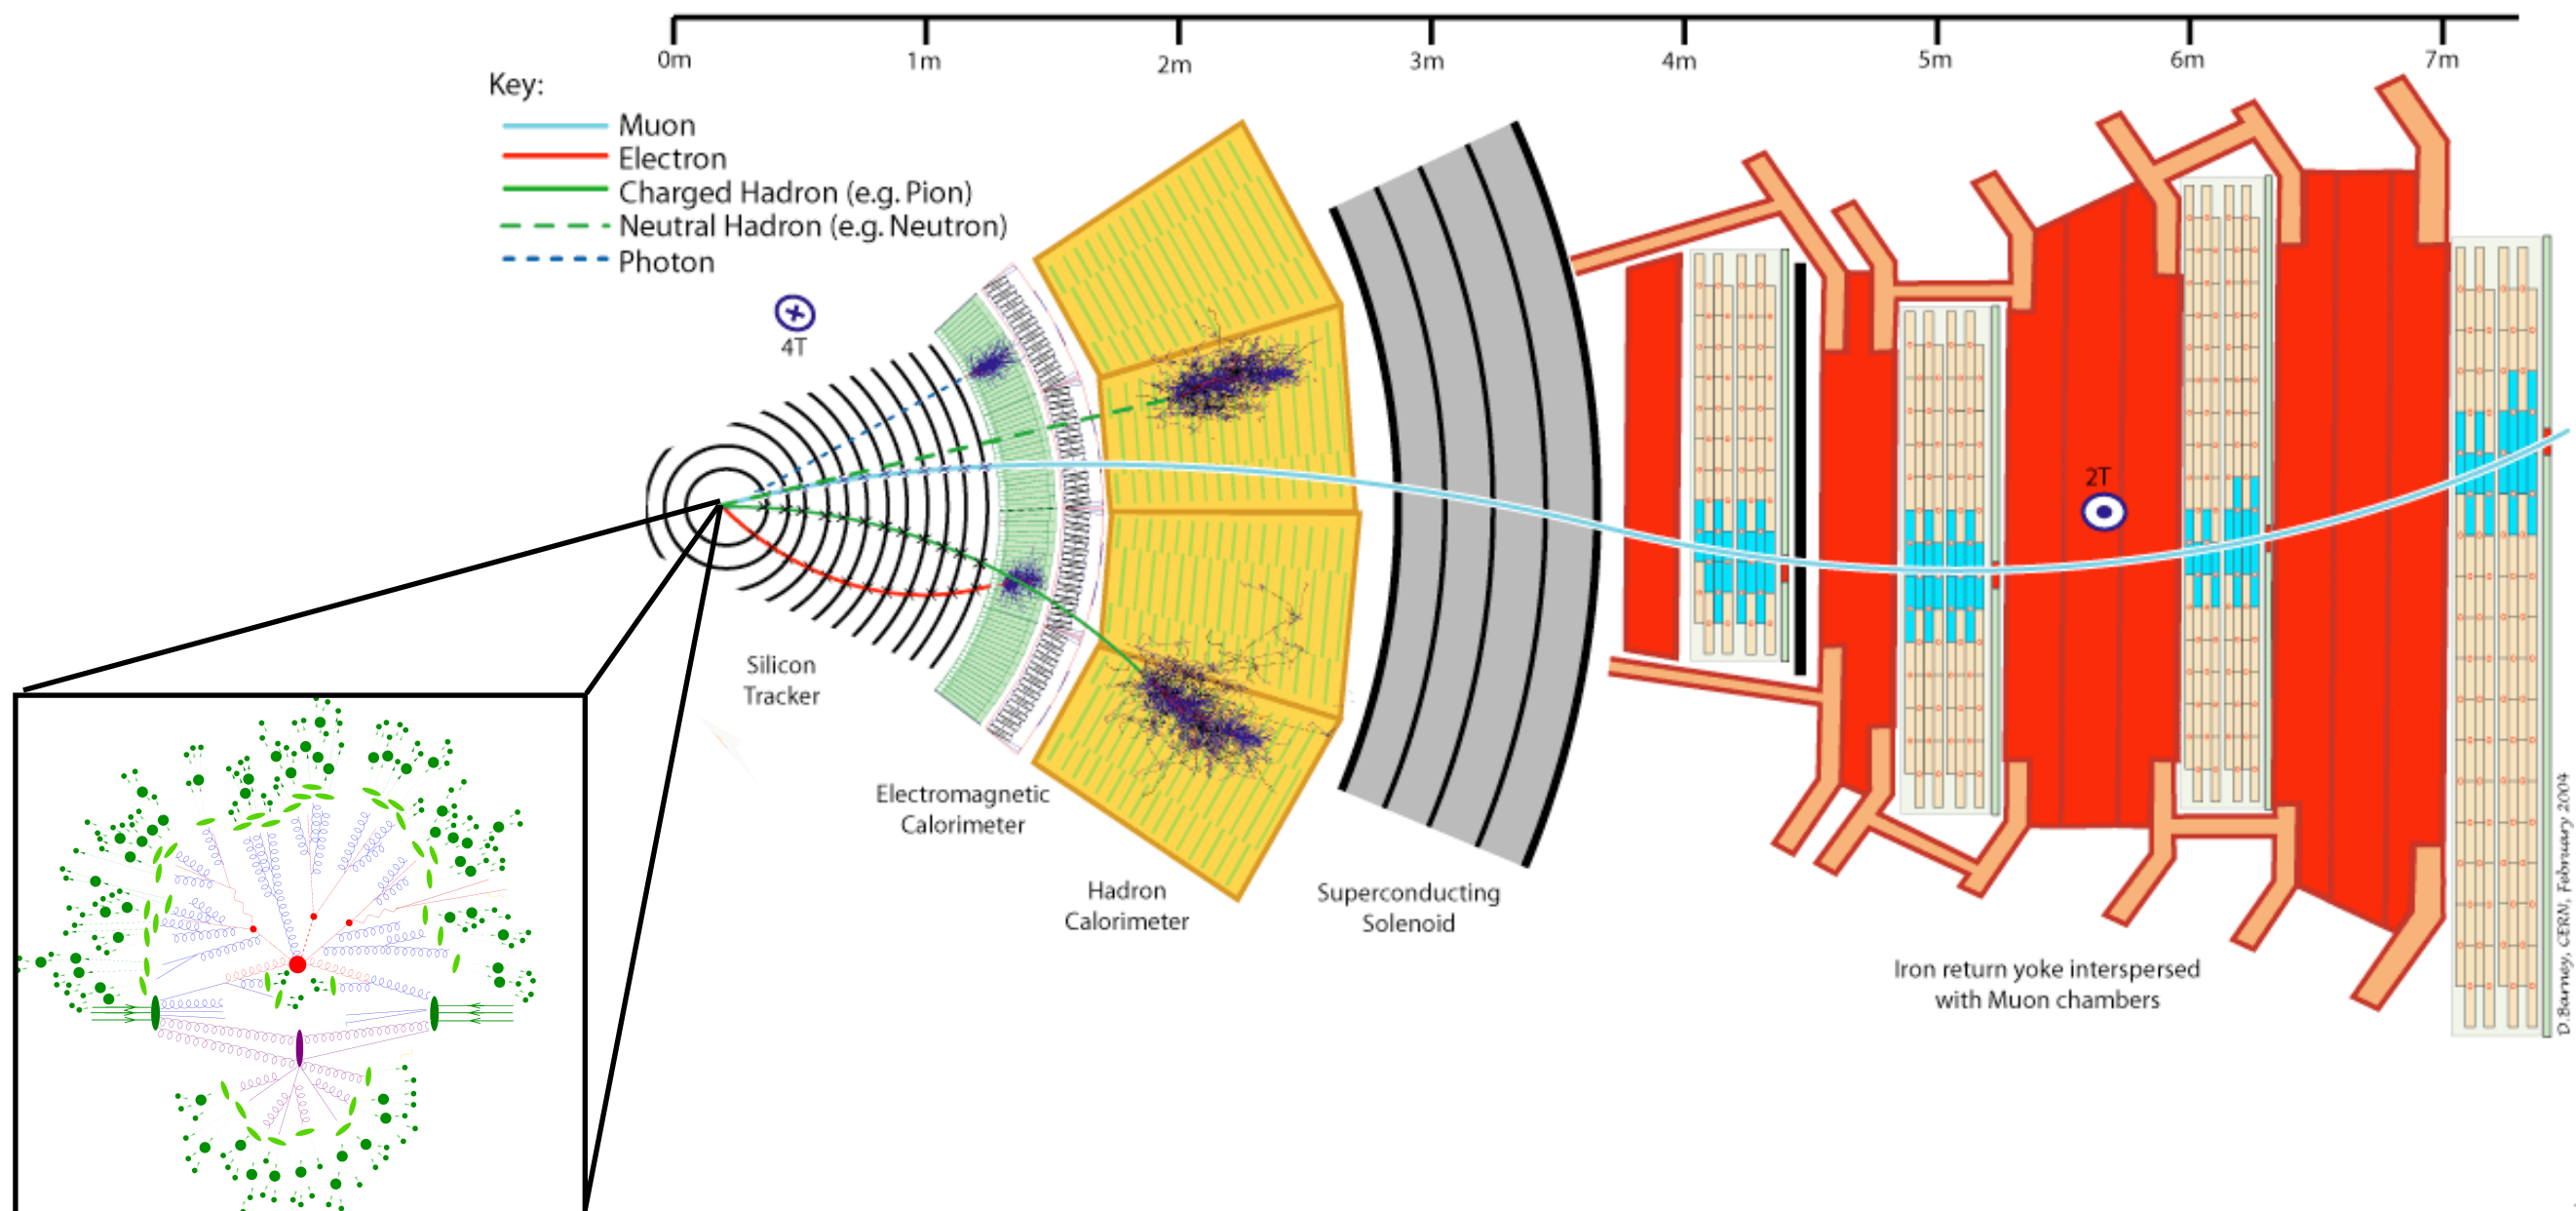 0m 1m 2m 3m 4m 5m 6m 7m
Key:
Muon
Electron
Charged Hadron (e.g. Pion)
Neutral Hadron (e.g. Neutron)
Photon
4T
2T
Silicon
Tracker
Electromagnetic
Calorimeter
Hadron
Calorimeter
Superconducting
Solenoid
Iron return yoke interspersed
with Muon chambers
D.Barney, CERN, February 2004